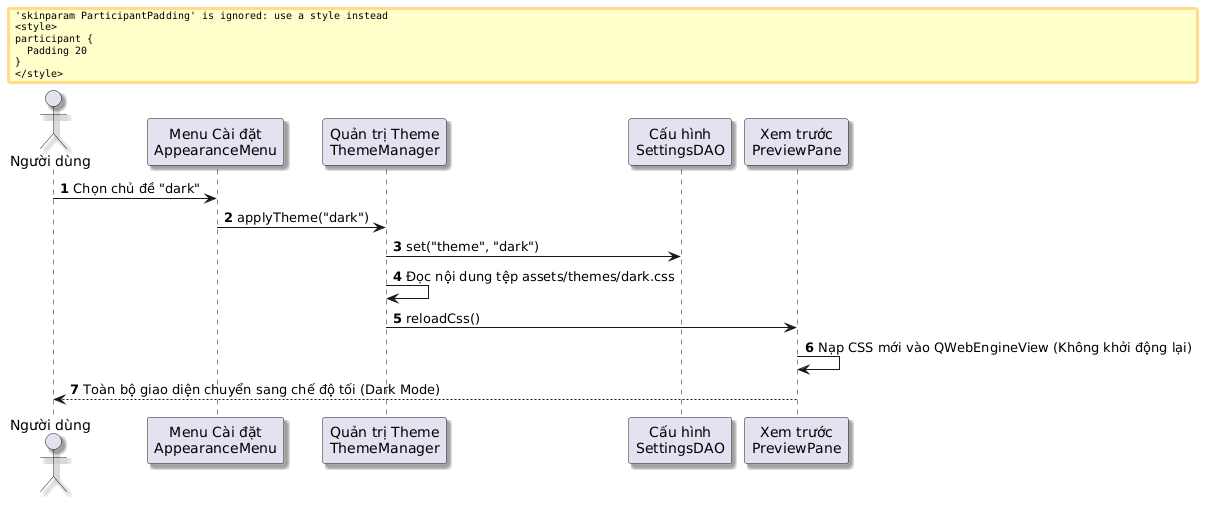 'skinparam ParticipantPadding' is ignored: use a style instead
<style>
participant {
  Padding 20
}
</style>
Người dùng
Menu Cài đặt
AppearanceMenu
Quản trị Theme
ThemeManager
Cấu hình
SettingsDAO
Xem trước
PreviewPane
1 Chọn chủ đề "dark"
2 applyTheme("dark")
3 set("theme", "dark")
4 Đọc nội dung tệp assets/themes/dark.css
5 reloadCss()
6 Nạp CSS mới vào QWebEngineView (Không khởi động lại)
7 Toàn bộ giao diện chuyển sang chế độ tối (Dark Mode)
Người dùng
Menu Cài đặt
AppearanceMenu
Quản trị Theme
ThemeManager
Cấu hình
SettingsDAO
Xem trước
PreviewPane